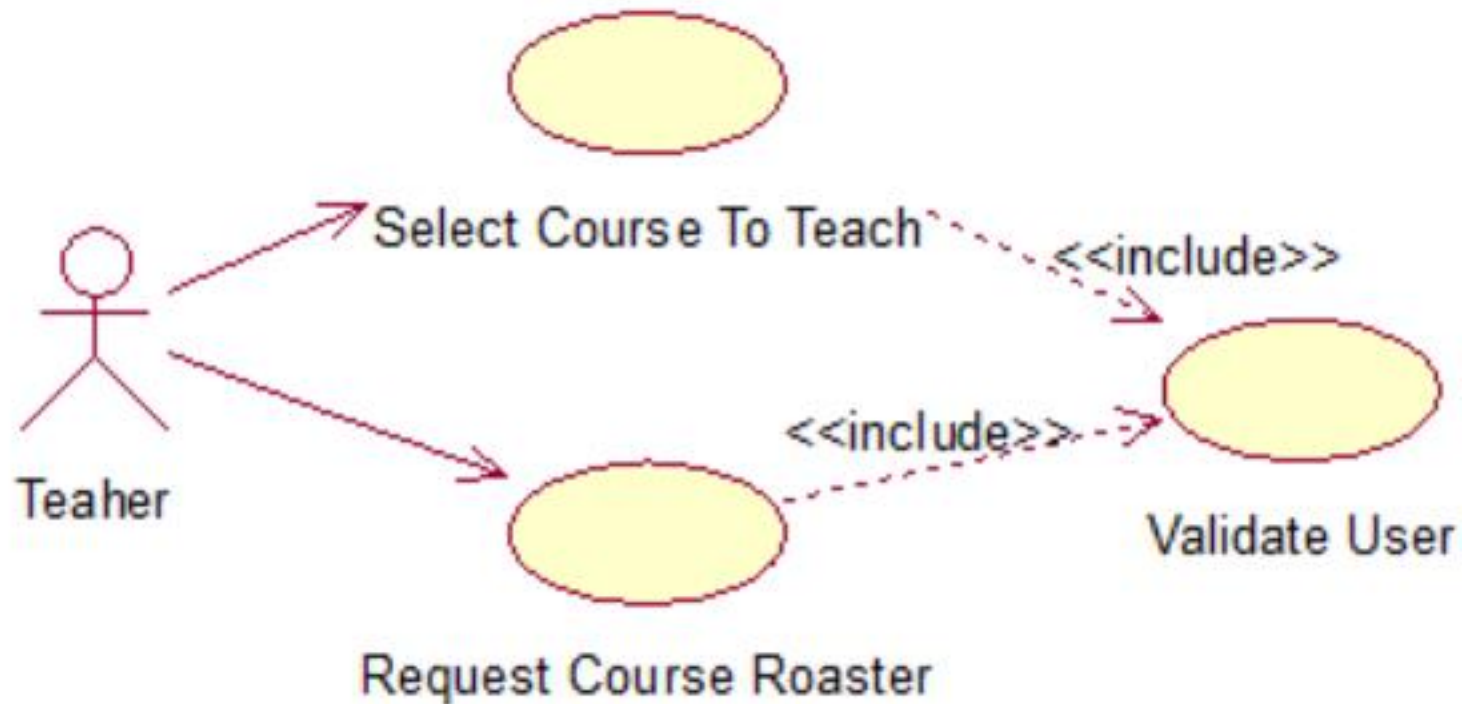 Select Course To Teach
<<include>>
<<include>>
Teaher
Validate User
Request Course Roaster